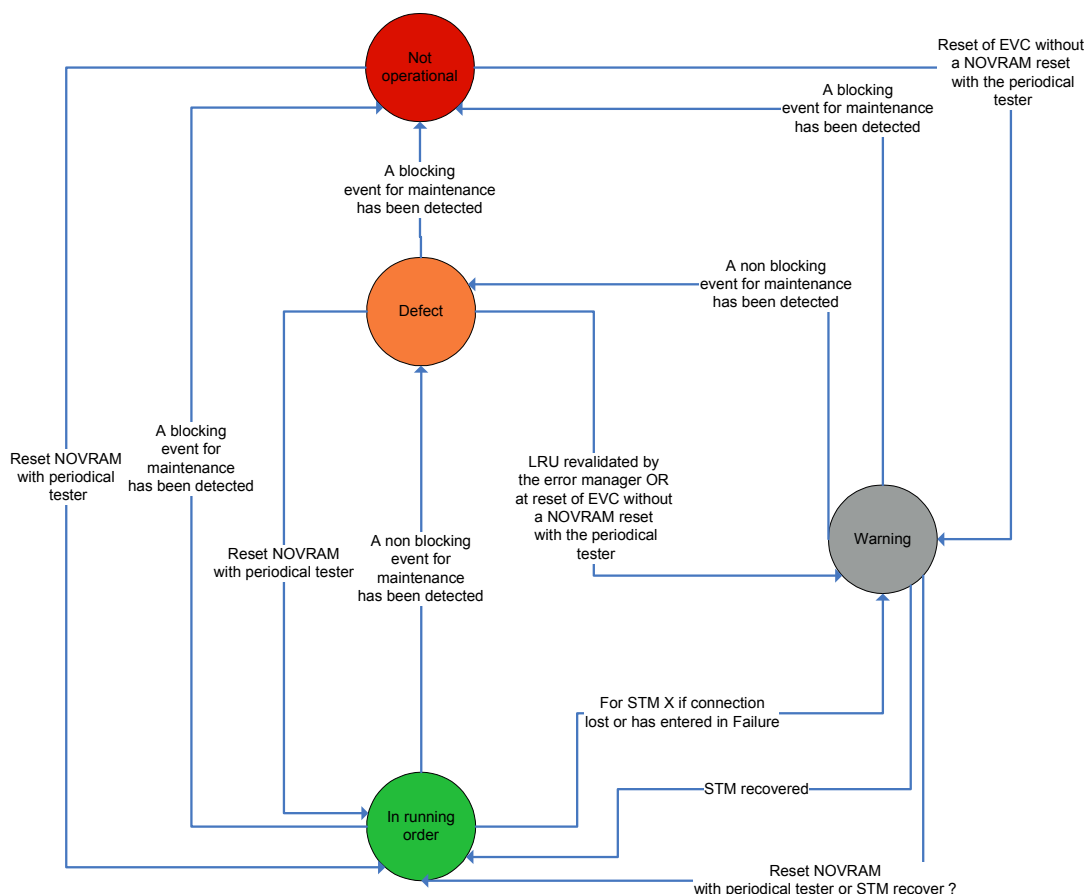 Not
operational
Reset of EVC without
a NOVRAM reset
with the periodical
tester
A blocking
event for maintenance
has been detected
A blocking
event for maintenance
has been detected
A non blocking
event for maintenance
has been detected
Defect
Reset NOVRAM
with periodical
tester
A blocking
event for
maintenance
has been detected
LRU revalidated by
the error manager OR
at reset of EVC without
a NOVRAM reset
with the periodical
tester
Warning
Reset NOVRAM
with periodical tester
A non blocking
event for
maintenance
has been detected
For STM X if connection
lost or has entered in Failure
STM recovered
In running
order
Reset NOVRAM
with periodical tester or STM recover ?